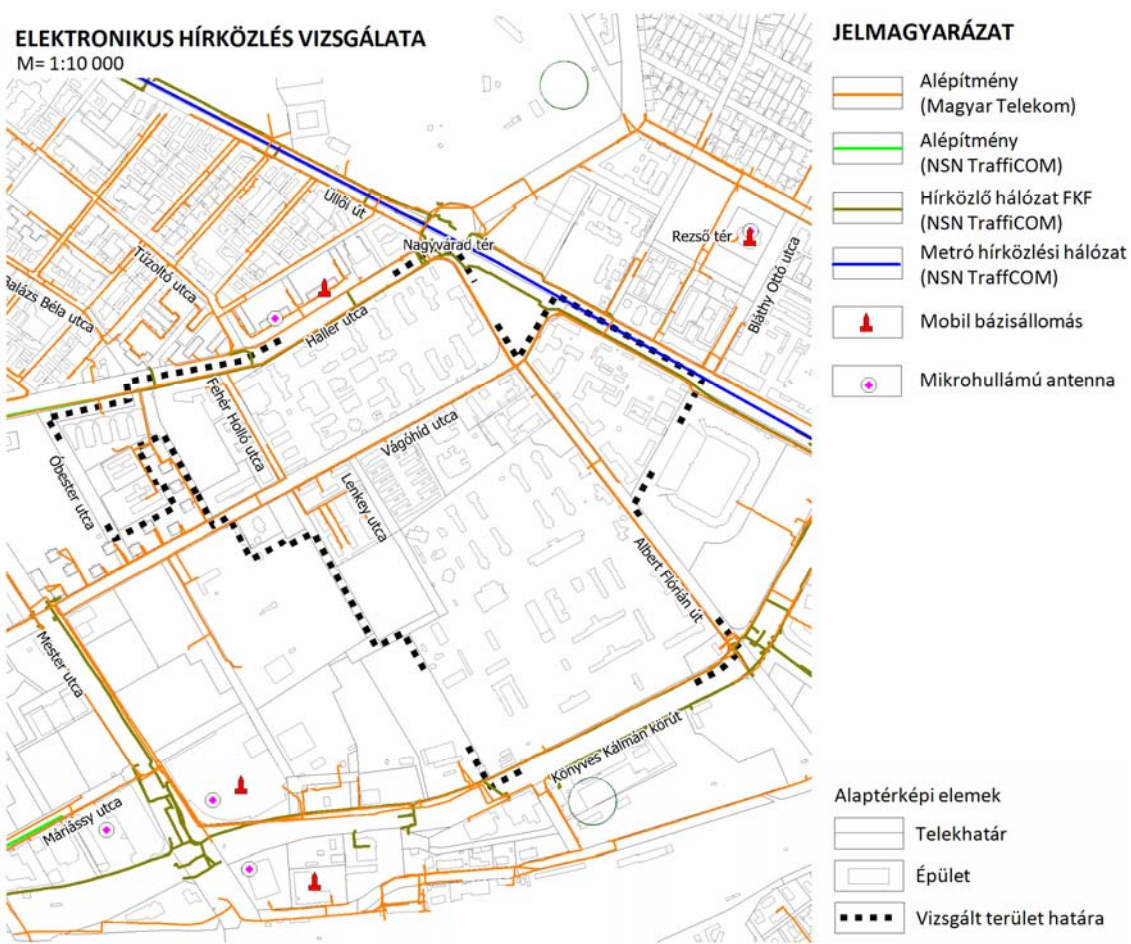 ELEKTRONIKUS HÍRKÖZLÉS VIZSGÁLATA
M= 1:10 000
JELMAGYARÁZAT
Alépítmény
(Magyar Telekom)
Alépítmény
(NSN TraffiCOM)
Hírközlő hálózat FKF
(NSN TraffiCOM)
Metró hírközlési hálózat
(NSN TraffCOM)
Mobil bázisállomás
Mikrohullámú antenna
Üllői út
Nagyvárad tér
Rezső tér
Bláthy Ottó utca
Tűzoltó utca
Balázs Béla utca
Haller utca
Fehér Holló utca
Vágóhíd utca
Óbester utca
Lenkey utca
Albert Flórián út
Mester utca
Könyves Kálmán körút
Máriássy utca
Alaptérképi elemek
Telekhatár
Épület
Vizsgált terület határa